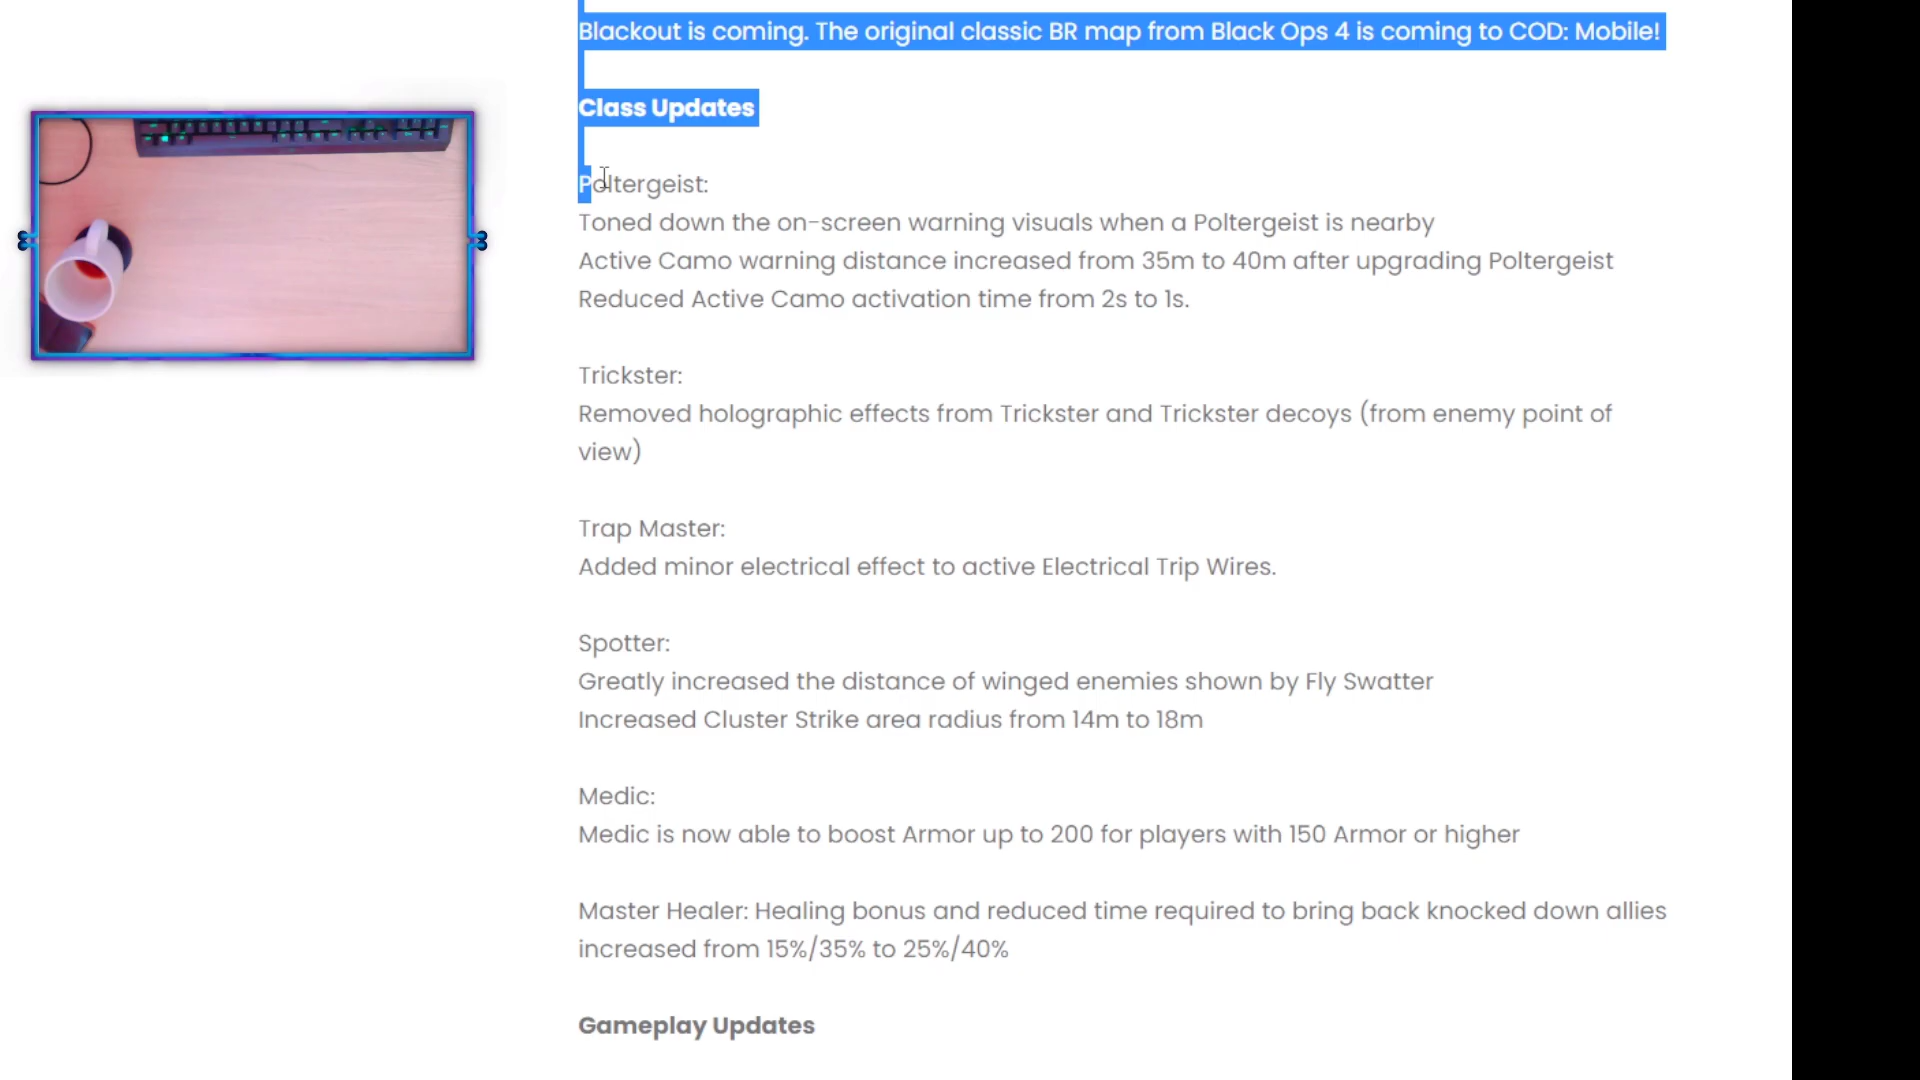 Blackout is coming. The original classic BR map from Black Ops 4 is coming to COD: Mobile!
Class Updates
Poltergeist:
Toned down the on-screen warning visuals when a Poltergeist is nearby
Active Camo warning distance increased from 35m to 40m after upgrading Poltergeist
Reduced Active Camo activation time from 2s to 1s.
Trickster:
Removed holographic effects from Trickster and Trickster decoys (from enemy point of
view)
Trap Master:
Added minor electrical effect to active Electrical Trip Wires.
Spotter:
Greatly increased the distance of winged enemies shown by Fly Swatter
Increased Cluster Strike area radius from 14m to 18m
Medic:
Medic is now able to boost Armor up to 200 for players with 150 Armor or higher
Master Healer: Healing bonus and reduced time required to bring back knocked down allies
increased from 15%/35% to 25%/40%
Gameplay Updates